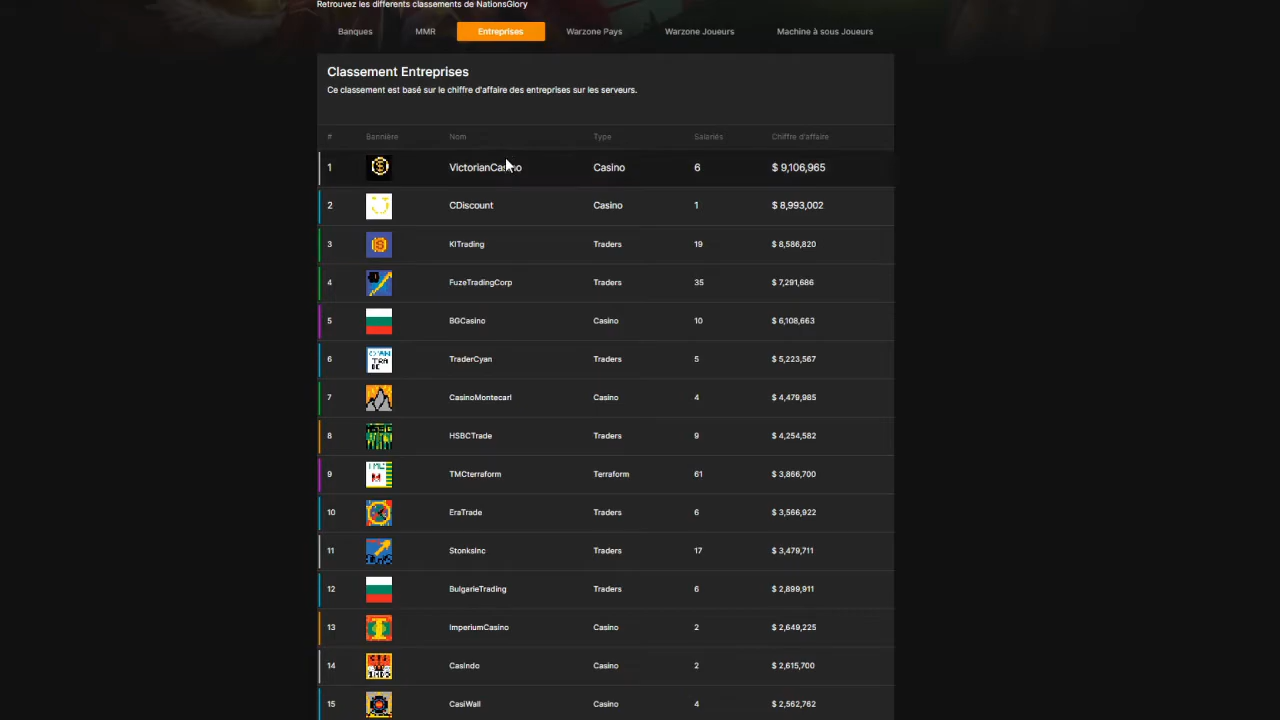 Retrouvez les differents classements de NationsGlory
Banques MMR Entreprises Warzone Pays Warzone Joueurs Machine à sous Joueurs
Classement Entreprises
Ce classement est basé sur le chiffre d'affaire des entreprises sur les serveurs.
# Bannière Nom Type Salariés Chiffre d'affaire
1 VictorianCasino Casino 6 $ 9,106,965
2 CDiscount Casino 1 $ 8,993,002
3 KITrading Traders 19 $ 8,586,820
4 FuzeTradingCorp Traders 35 $ 7,291,686
5 BGCasino Casino 10 $ 6,108,663
6 TraderCyan Traders 5 $ 5,223,567
7 CasinoMontecarl Casino 4 $ 4,479,985
8 HSBCTrade Traders 9 $ 4,254,582
9 TMCterraform Terraform 61 $ 3,866,700
10 EraTrade Traders 6 $ 3,566,922
11 StonksInc Traders 17 $ 3,479,711
12 BulgarieTrading Traders 6 $ 2,899,911
13 ImperiumCasino Casino 2 $ 2,649,225
14 Casindo Casino 2 $ 2,615,700
15 CasiWall Casino 4 $ 2,562,762